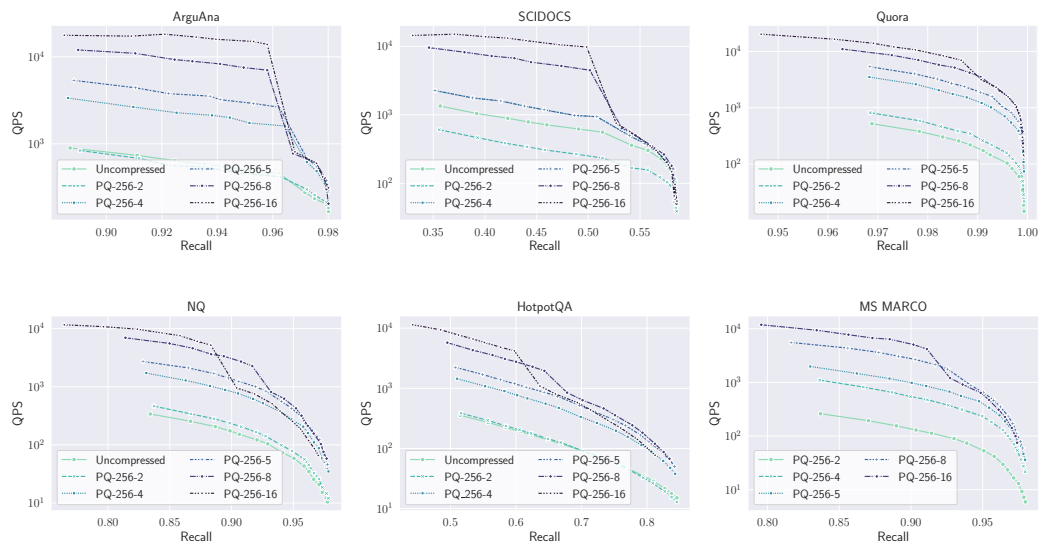 ArguAna
QPS
10^4
10^3
0.90 0.92 0.94 0.96 0.98
Recall
Uncompressed
PQ-256-2
PQ-256-4
PQ-256-5
PQ-256-8
PQ-256-16
SCIDOCS
QPS
10^4
10^3
10^2
0.35 0.40 0.45 0.50 0.55
Recall
Uncompressed
PQ-256-2
PQ-256-4
PQ-256-5
PQ-256-8
PQ-256-16
Quora
QPS
10^4
10^3
10^2
0.95 0.96 0.97 0.98 0.99 1.00
Recall
Uncompressed
PQ-256-2
PQ-256-4
PQ-256-5
PQ-256-8
PQ-256-16
NQ
QPS
10^4
10^3
10^2
10^1
0.80 0.85 0.90 0.95
Recall
Uncompressed
PQ-256-2
PQ-256-4
PQ-256-5
PQ-256-8
PQ-256-16
HotpotQA
QPS
10^4
10^3
10^2
10^1
0.5 0.6 0.7 0.8
Recall
Uncompressed
PQ-256-2
PQ-256-4
PQ-256-5
PQ-256-8
PQ-256-16
MS MARCO
QPS
10^4
10^3
10^2
10^1
0.80 0.85 0.90 0.95
Recall
PQ-256-2
PQ-256-4
PQ-256-5
PQ-256-8
PQ-256-16